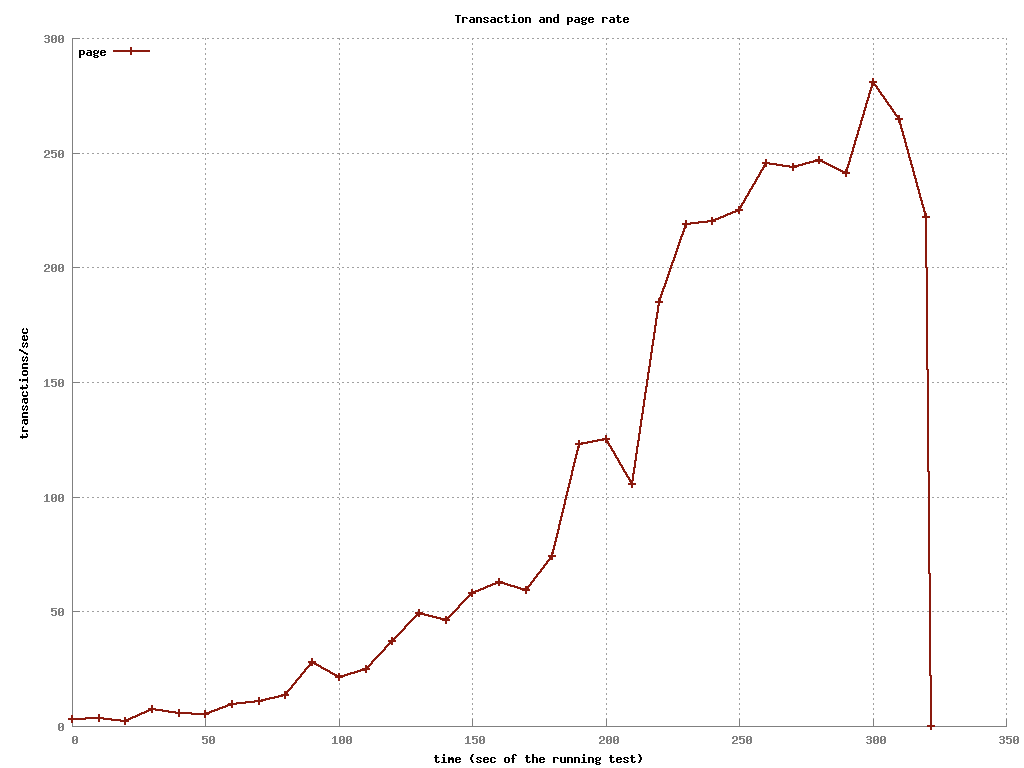 Transaction and page rate
300
page
250
200
150
100
50
0
transactions/sec
0 50 100 150 200 250 300 350
time (sec of the running test)